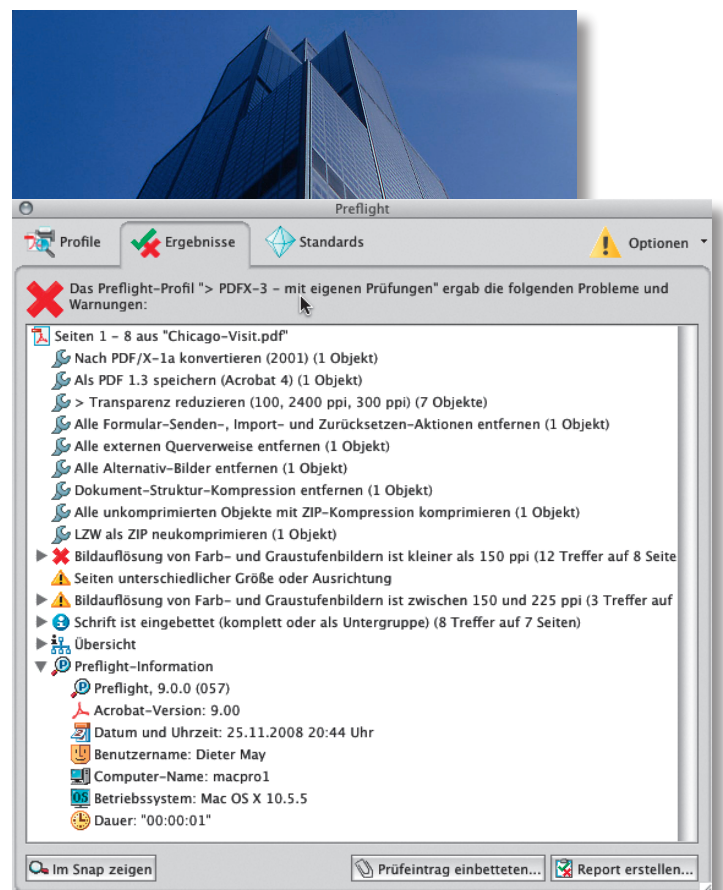 Preflight
Profile
Ergebnisse
Standards
Optionen
Das Preflight-Profil "> PDFX-3 – mit eigenen Prüfungen" ergab die folgenden Probleme und
Warnungen:
Seiten 1 – 8 aus "Chicago-Visit.pdf"
Nach PDF/X-1a konvertieren (2001) (1 Objekt)
Als PDF 1.3 speichern (Acrobat 4) (1 Objekt)
> Transparenz reduzieren (100, 2400 ppi, 300 ppi) (7 Objekte)
Alle Formular-Senden-, Import- und Zurücksetzen-Aktionen entfernen (1 Objekt)
Alle externen Querverweise entfernen (1 Objekt)
Alle Alternativ-Bilder entfernen (1 Objekt)
Dokument-Struktur-Kompression entfernen (1 Objekt)
Alle unkomprimierten Objekte mit ZIP-Kompression komprimieren (1 Objekt)
LZW als ZIP neukomprimieren (1 Objekt)
Bildauflösung von Farb- und Graustufenbildern ist kleiner als 150 ppi (12 Treffer auf 8 Seite
Seiten unterschiedlicher Größe oder Ausrichtung
Bildauflösung von Farb- und Graustufenbildern ist zwischen 150 und 225 ppi (3 Treffer auf
Schrift ist eingebettet (komplett oder als Untergruppe) (8 Treffer auf 7 Seiten)
Übersicht
Preflight-Information
Preflight, 9.0.0 (057)
Acrobat-Version: 9.00
Datum und Uhrzeit: 25.11.2008 20:44 Uhr
Benutzername: Dieter May
Computer-Name: macpro1
OS Betriebssystem: Mac OS X 10.5.5
Dauer: "00:00:01"
Im Snap zeigen
Prüfeintrag einbetteten...
Report erstellen...